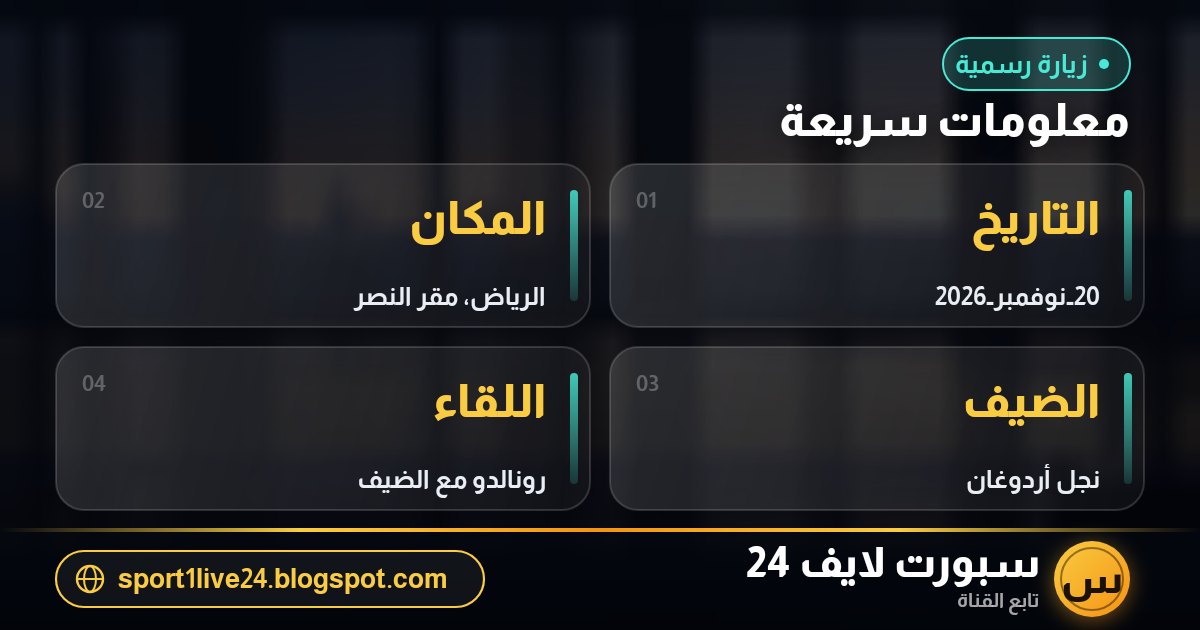 زيارة رسمية
معلومات سريعة
01
التاريخ
20ـنوفمبرـ2026
02
المكان
الرياض، مقر النصر
03
الضيف
نجل أردوغان
04
اللقاء
رونالدو مع الضيف
س
سبورت لايف 24
تابع القناة
sport1live24.blogspot.com